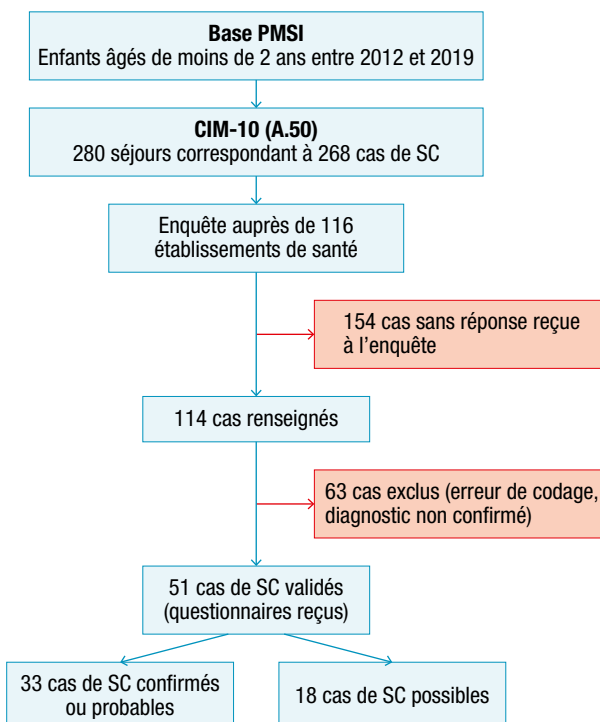 Base PMSI
Enfants âgés de moins de 2 ans entre 2012 et 2019
CIM-10 (A.50)
280 séjours correspondant à 268 cas de SC
Enquête auprès de 116
établissements de santé
154 cas sans réponse reçue
à l’enquête
114 cas renseignés
63 cas exclus (erreur de codage,
diagnostic non confirmé)
51 cas de SC validés
(questionnaires reçus)
33 cas de SC confirmés
ou probables
18 cas de SC possibles